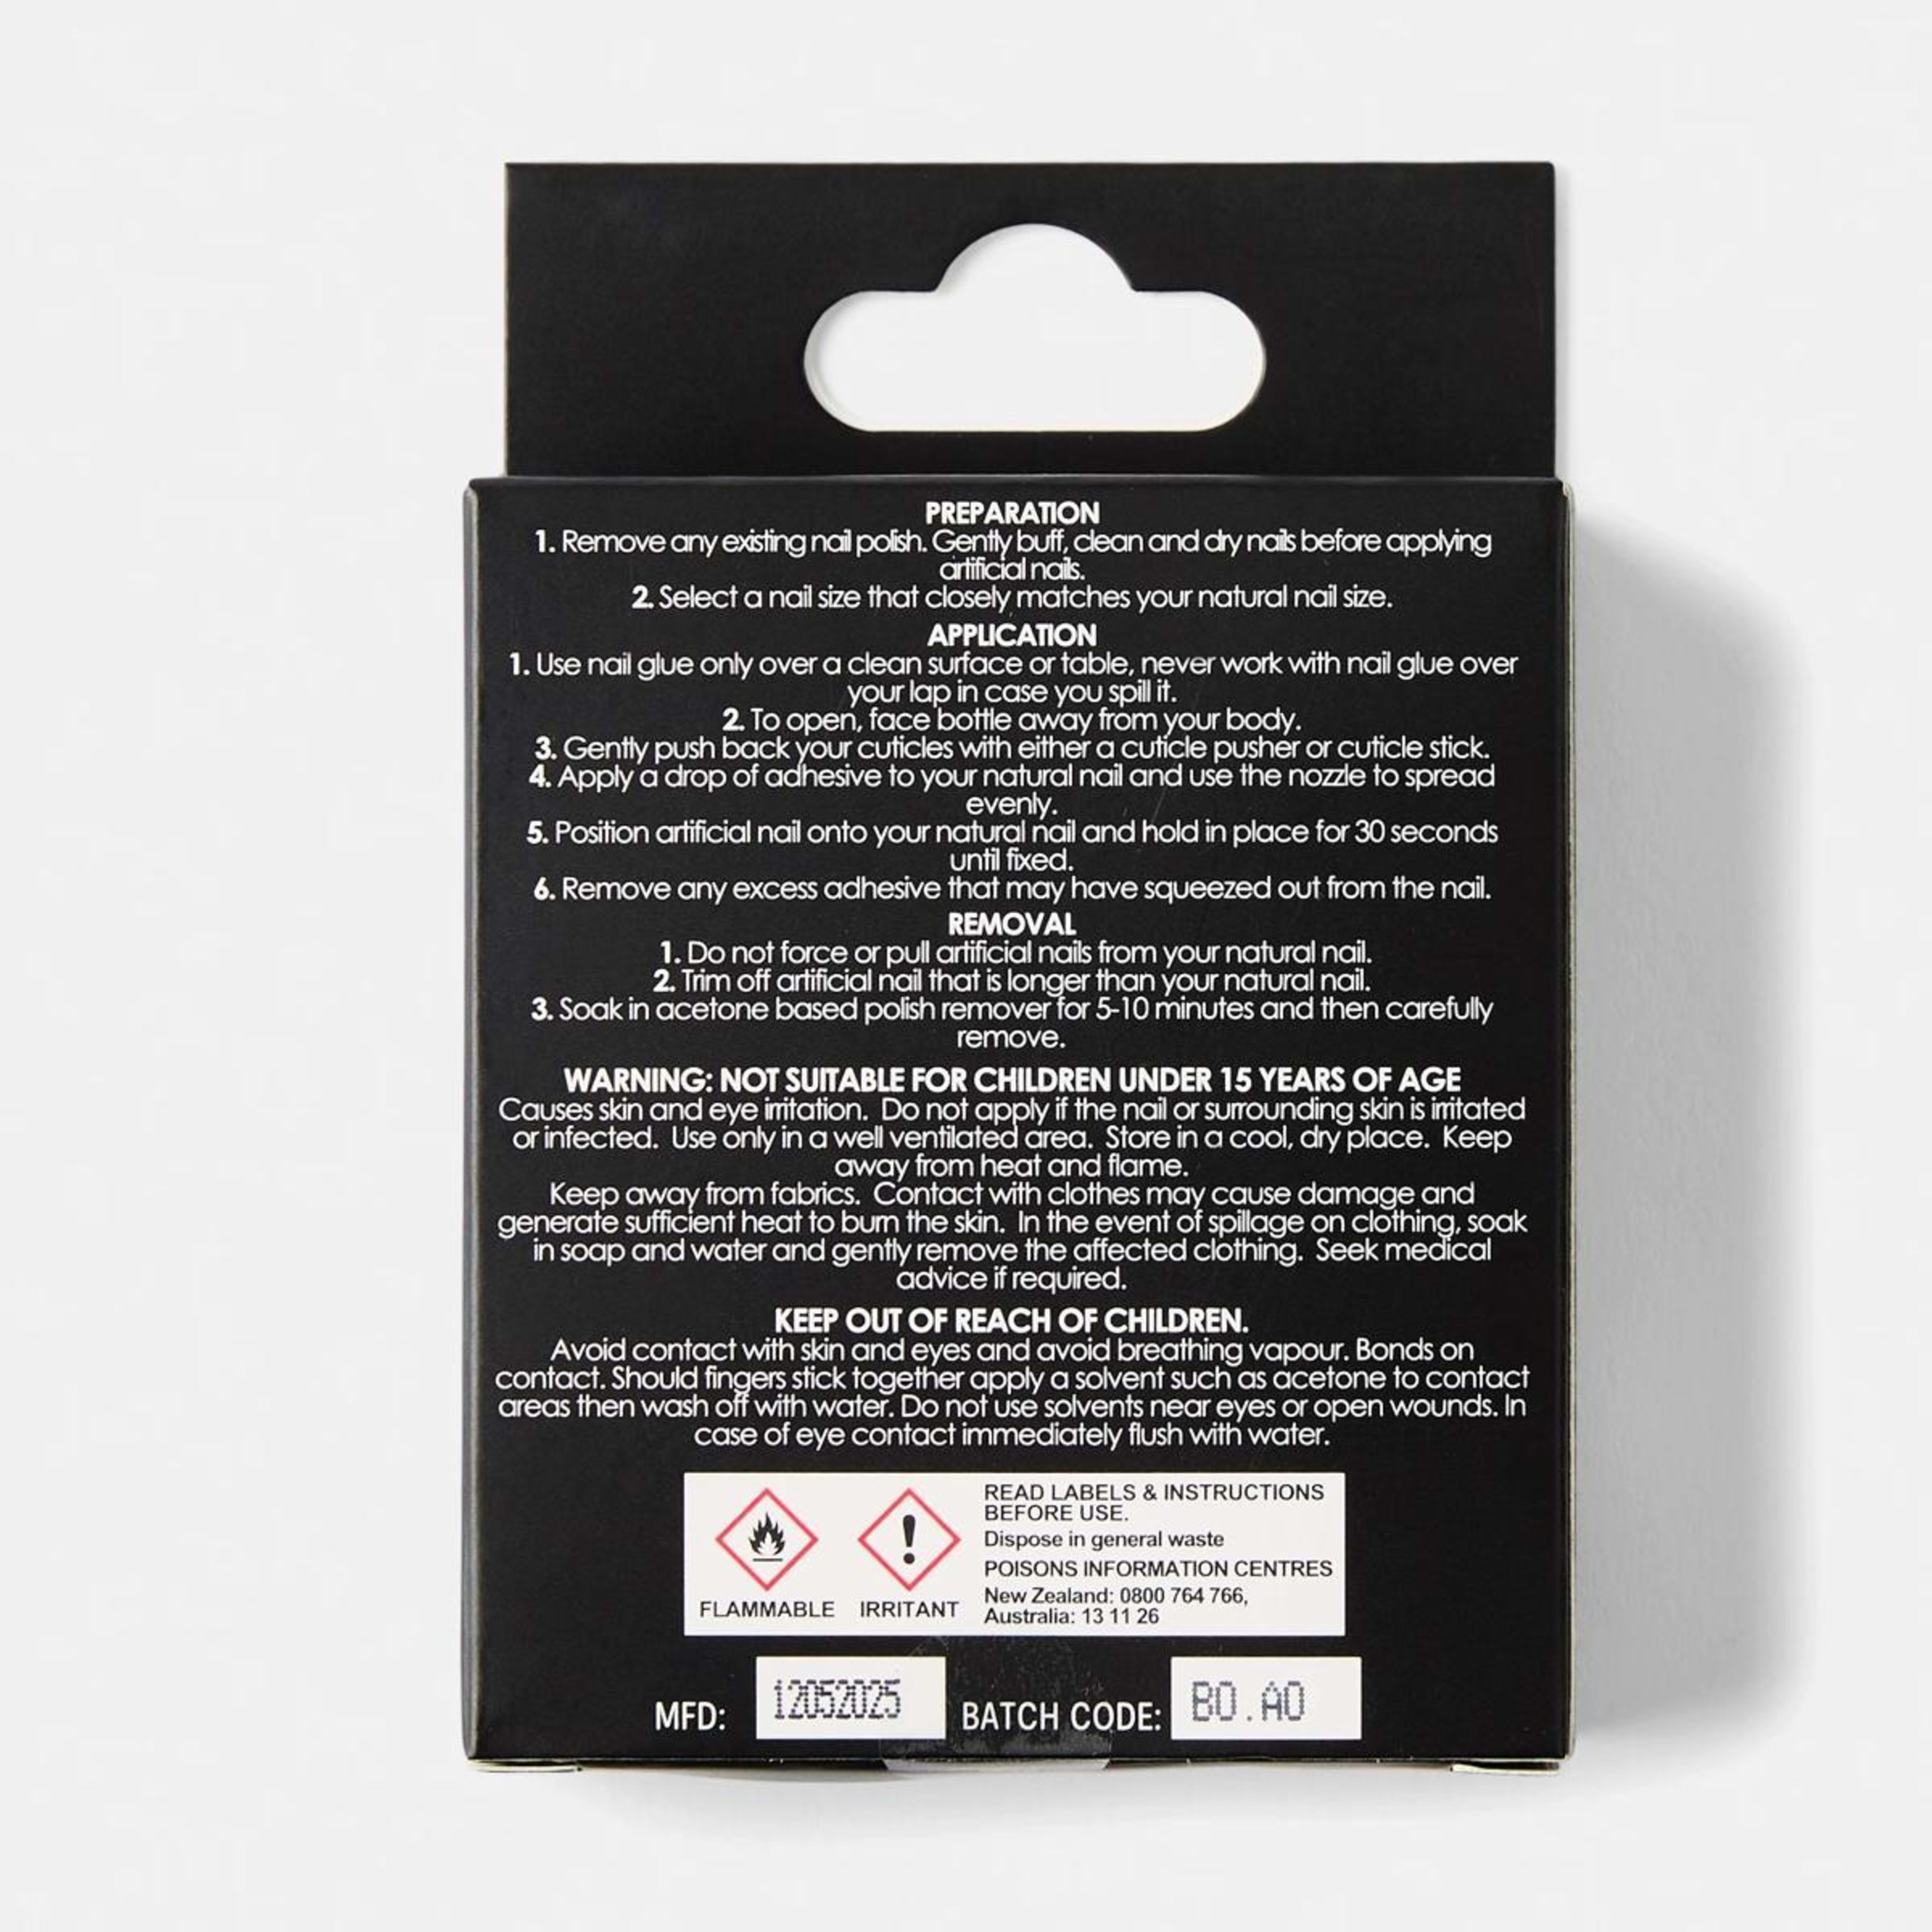 PREPARATION
1. Remove any existing nail polish. Gently buff, clean and dry nails before applying
artificial nails.
2. Select a nail size that closely matches your natural nail size.
APPLICATION
1. Use nail glue only over a clean surface or table, never work with nail glue over
your lap in case you spill it.
2. To open, face bottle away from your body.
3. Gently push back your cuticles with either a cuticle pusher or cuticle stick.
4. Apply a drop of adhesive to your natural nail and use the nozzle to spread
evenly.
5. Position artificial nail onto your natural nail and hold in place for 30 seconds
until fixed.
6. Remove any excess adhesive that may have squeezed out from the nail.
REMOVAL
1. Do not force or pull artificial nails from your natural nail.
2. Trim off artificial nail that is longer than your natural nail.
3. Soak in acetone based polish remover for 5-10 minutes and then carefully
remove.
WARNING: NOT SUITABLE FOR CHILDREN UNDER 15 YEARS OF AGE
Causes skin and eye irritation. Do not apply if the nail or surrounding skin is irritated
or infected. Use only in a well ventilated area. Store in a cool, dry place. Keep
away from heat and flame.
Keep away from fabrics. Contact with clothes may cause damage and
generate sufficient heat to burn the skin. In the event of spillage on clothing, soak
in soap and water and gently remove the affected clothing. Seek medical
advice if required.
KEEP OUT OF REACH OF CHILDREN.
Avoid contact with skin and eyes and avoid breathing vapour. Bonds on
contact. Should fingers stick together apply a solvent such as acetone to contact
areas then wash off with water. Do not use solvents near eyes or open wounds. In
case of eye contact immediately flush with water.
FLAMMABLE IRRITANT
READ LABELS & INSTRUCTIONS
BEFORE USE.
Dispose in general waste
POISONS INFORMATION CENTRES
New Zealand: 0800 764 766,
Australia: 13 11 26
MFD: 12052025 BATCH CODE: BO.AO